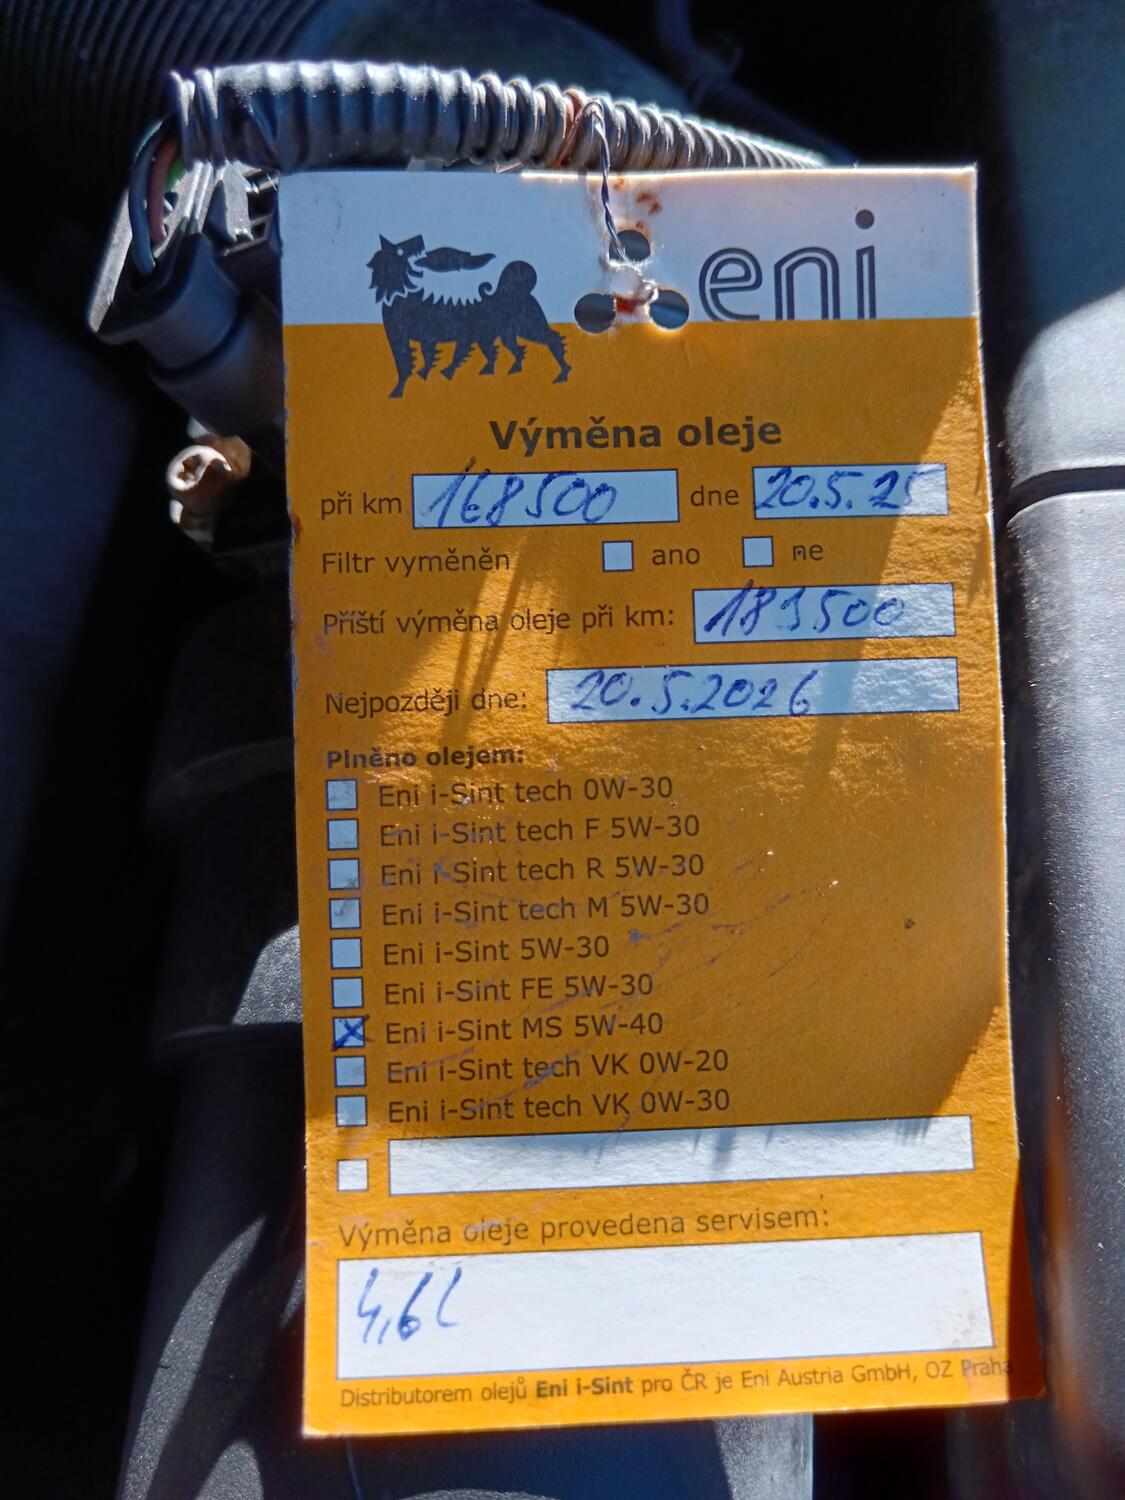 eni
Výměna oleje
při km 168500 dne 20.5.25
Filtr vyměněn ano ne
Příští výměna oleje při km: 183500
Nejpozději dne: 20.5.2026
Plněno olejem:
Eni i-Sint tech 0W-30
Eni i-Sint tech F 5W-30
Eni i-Sint tech R 5W-30
Eni i-Sint tech M 5W-30
Eni i-Sint 5W-30
Eni i-Sint FE 5W-30
Eni i-Sint MS 5W-40
Eni i-Sint tech VK 0W-20
Eni i-Sint tech VK 0W-30
Výměna oleje provedena servisem:
4,6l
Distributorem olejů Eni i-Sint pro ČR je Eni Austria GmbH, OZ Praha